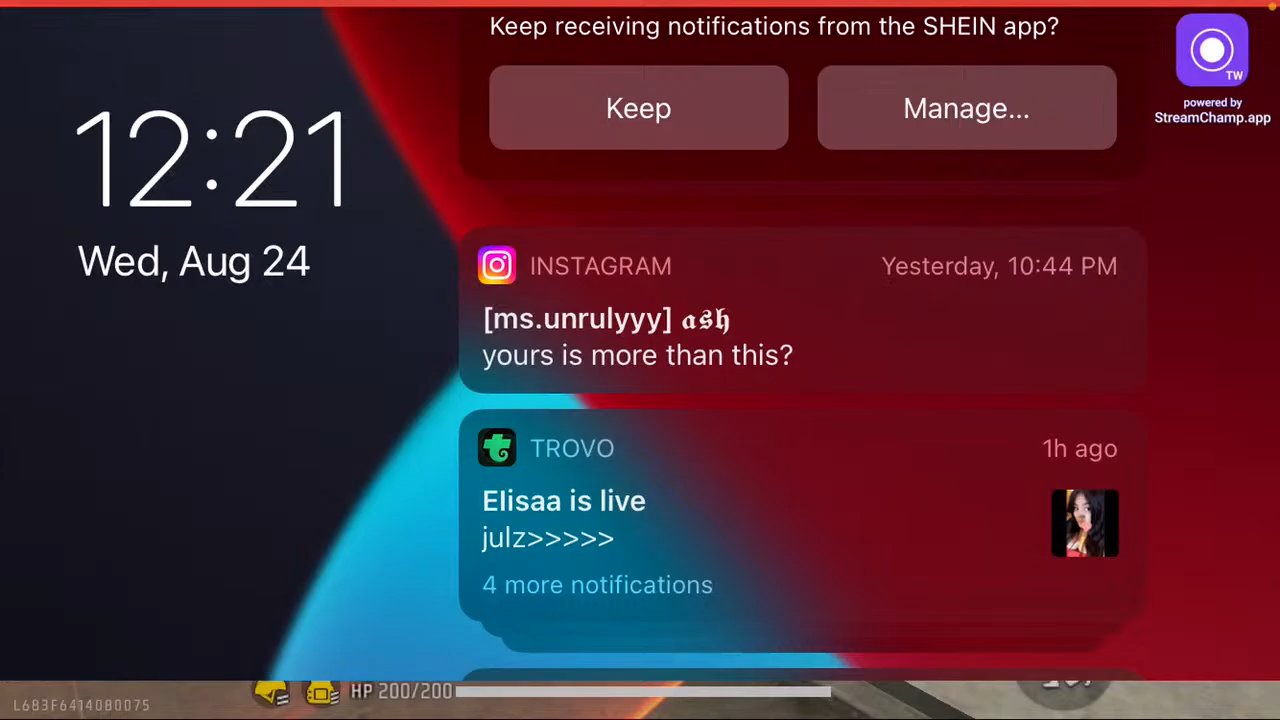 Keep receiving notifications from the SHEIN app?
Keep
Manage...
TW
powered by
StreamChamp.app
12:21
Wed, Aug 24
INSTAGRAM
Yesterday, 10:44 PM
[ms.unrulyyy] 𝖆𝖘𝖍
yours is more than this?
TROVO
1h ago
Elisaa is live
julz>>>>>
4 more notifications
HP 200/200
L683F6414080075